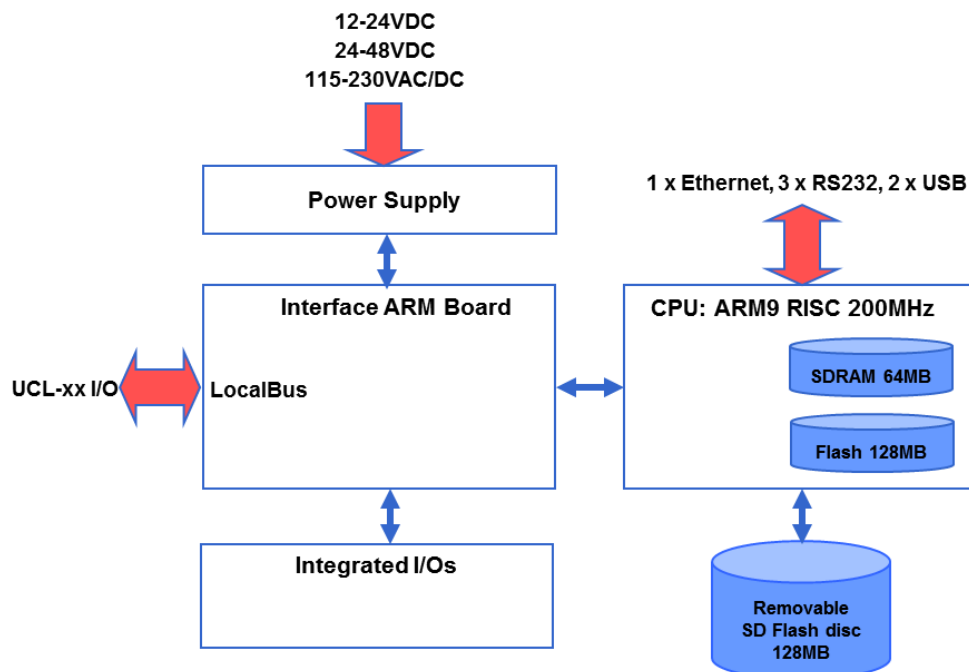 12-24VDC
24-48VDC
115-230VAC/DC
Power Supply
1 x Ethernet, 3 x RS232, 2 x USB
Interface ARM Board
CPU: ARM9 RISC 200MHz
SDRAM 64MB
UCL-xx I/O
LocalBus
Flash 128MB
Integrated I/Os
Removable
SD Flash disc
128MB